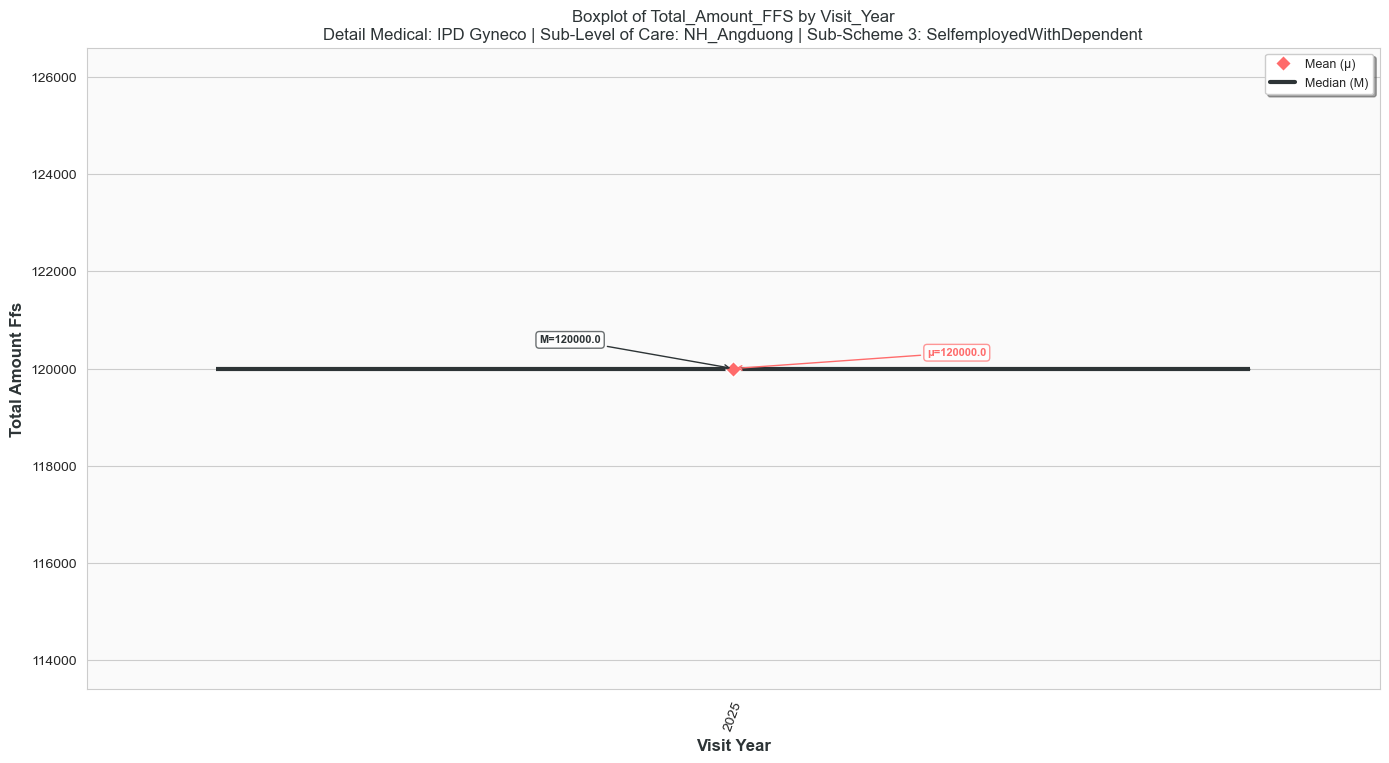 Boxplot of Total_Amount_FFS by Visit_Year
Detail Medical: IPD Gyneco | Sub-Level of Care: NH_Angduong | Sub-Scheme 3: SelfemployedWithDependent
Mean (μ)
Median (M)
126000
124000
122000
120000
118000
116000
114000
Total Amount Ffs
M=120000.0
μ=120000.0
2025
Visit Year